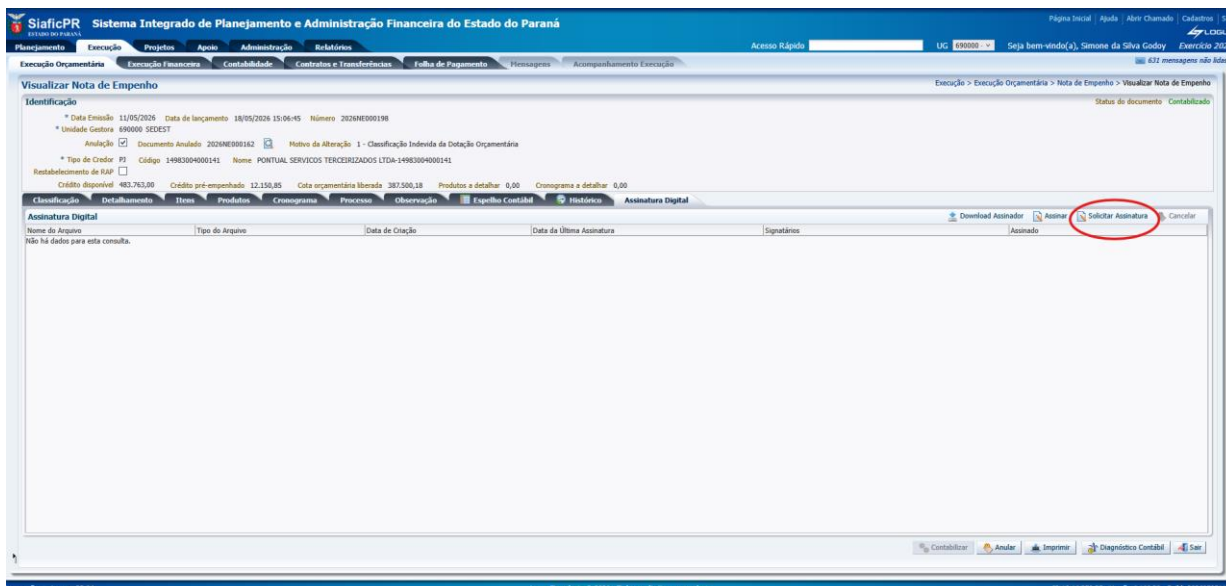 SiaficPR Sistema Integrado de Planejamento e Administração Financeira do Estado do Paraná
ESTADO DO PARANÁ
Página Inicial Ajuda Abrir Chamado Cadastros
Planejamento Execução Projetos Apoio Administração Relatórios
Acesso Rápido
UG 690000 - Seja bem-vindo(a), Simone da Silva Godoy Exercício 202
Execução Orçamentária Execução Financeira Contabilidade Contratos e Transferências Folha de Pagamento Mensagens Acompanhamento Execução
631 mensagens não lidas
Visualizar Nota de Empenho
Execução > Execução Orçamentária > Nota de Empenho > Visualizar Nota de Empenho
Identificação
Status do documento Contabilizado
* Data Emissão 11/05/2026 Data de lançamento 18/05/2026 15:06:45 Número 2026NE000198
* Unidade Gestora 690000 SEDEST
Anulação Documento Anulado 2026NE000162 Motivo da Alteração 1 - Classificação Indevida da Dotação Orçamentária
* Tipo de Credor PJ Código 14983004000141 Nome PONTUAL SERVICOS TERCEIRIZADOS LTDA-14983004000141
Restabelecimento de RAP
Crédito disponível 483.763,00 Crédito pré-empenhado 12.150,85 Cota orçamentária liberada 387.500,18 Produtos a detalhar 0,00 Cronograma a detalhar 0,00
Classificação Detalhamento Itens Produtos Cronograma Processo Observação Espelho Contábil Histórico Assinatura Digital
Assinatura Digital
Download Assinador Assinar Solicitar Assinatura Cancelar
Nome do Arquivo Tipo do Arquivo Data de Criação Data da Última Assinatura Signatários Assinado
Não há dados para esta consulta.
Contabilizar Anular Imprimir Diagnóstico Contábil Sair